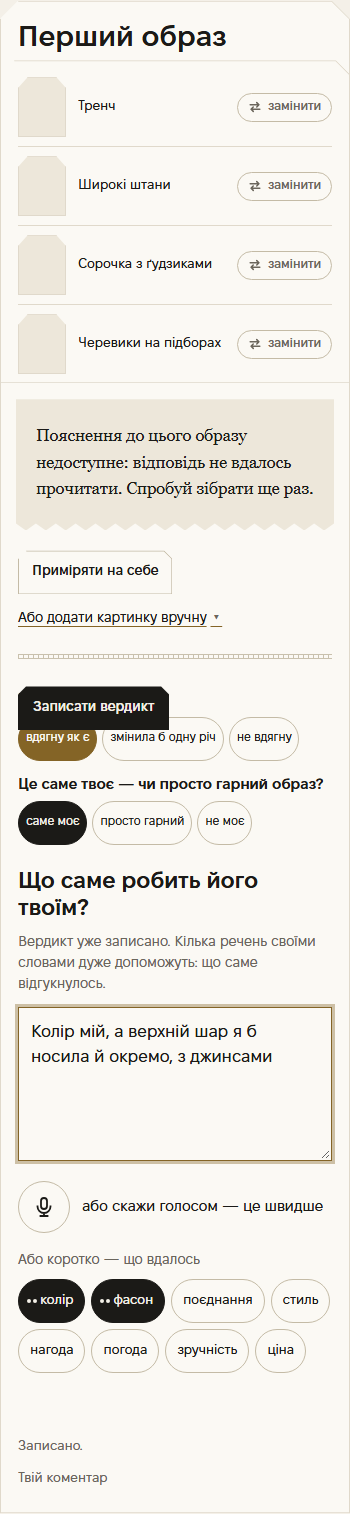 Перший образ
Тренч
замінити
Широкі штани
замінити
Сорочка з ґудзиками
замінити
Черевики на підборах
замінити
Пояснення до цього образу
недоступне: відповідь не вдалось
прочитати. Спробуй зібрати ще раз.
Приміряти на себе
Або додати картинку вручну
Записати вердикт
вдягну як є
змінила б одну річ
не вдягну
Це саме твоє — чи просто гарний образ?
саме моє
просто гарний
не моє
Що саме робить його
твоїм?
Вердикт уже записано. Кілька речень своїми
словами дуже допоможуть: що саме
відгукнулось.
Колір мій, а верхній шар я б
носила й окремо, з джинсами
або скажи голосом — це швидше
Або коротко — що вдалось
колір
фасон
поєднання
стиль
нагода
погода
зручність
ціна
Записано.
Твій коментар